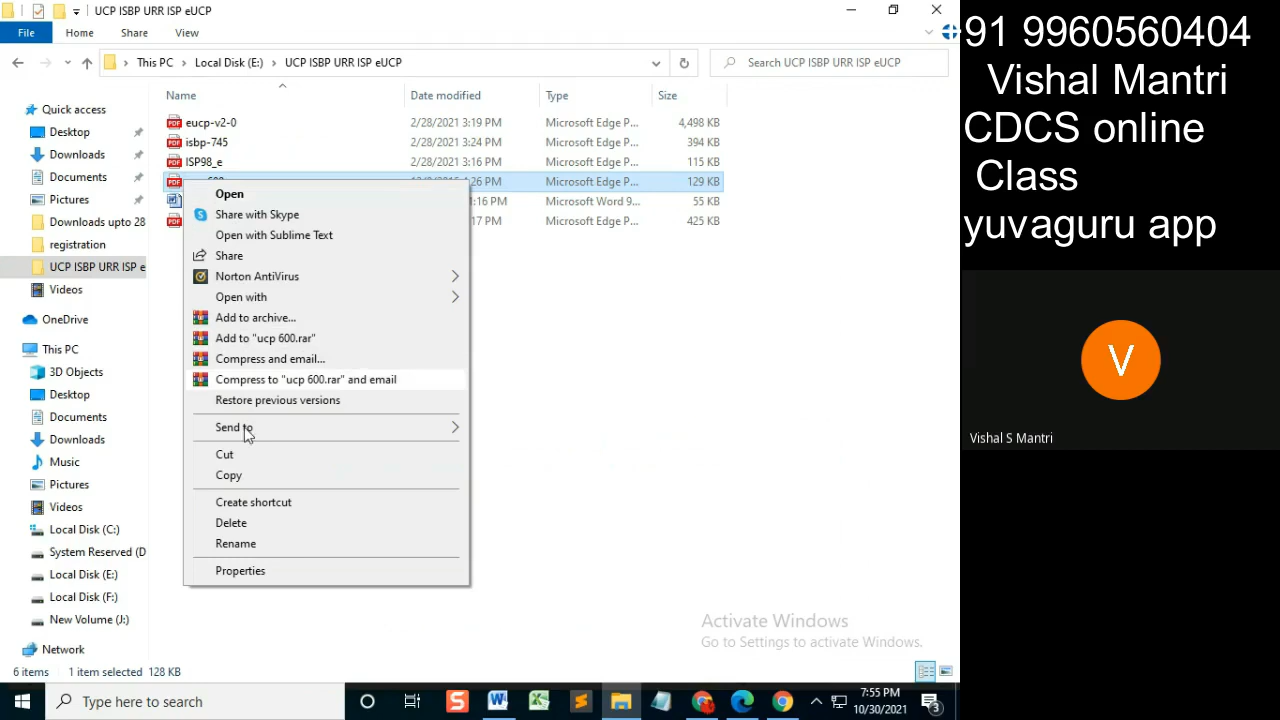 UCP ISBP URR ISP eUCP
File Home Share View
This PC Local Disk (E:) UCP ISBP URR ISP eUCP Search UCP ISBP URR ISP eUCP
Name Date modified Type Size
Quick access
Desktop
Downloads
Documents
Pictures
Downloads upto 28
registration
UCP ISBP URR ISP e
Videos
OneDrive
This PC
3D Objects
Desktop
Documents
Downloads
Music
Pictures
Videos
Local Disk (C:)
System Reserved (D
Local Disk (E:)
Local Disk (F:)
New Volume (J:)
Network
eucp-v2-0 2/28/2021 3:19 PM Microsoft Edge P... 4,498 KB
isbp-745 2/28/2021 3:24 PM Microsoft Edge P... 394 KB
ISP98_e 2/28/2021 3:16 PM Microsoft Edge P... 115 KB
:26 PM Microsoft Edge P... 129 KB
1:16 PM Microsoft Word 9... 55 KB
:17 PM Microsoft Edge P... 425 KB
Open
Share with Skype
Open with Sublime Text
Share
Norton AntiVirus
Open with
Add to archive...
Add to "ucp 600.rar"
Compress and email...
Compress to "ucp 600.rar" and email
Restore previous versions
Send to
Cut
Copy
Create shortcut
Delete
Rename
Properties
Activate Windows
Go to Settings to activate Windows.
6 items 1 item selected 128 KB
Type here to search
7:55 PM
10/30/2021
3
+91 9960560404
Vishal Mantri
CDCS online
Class
yuvaguru app
V
Vishal S Mantri